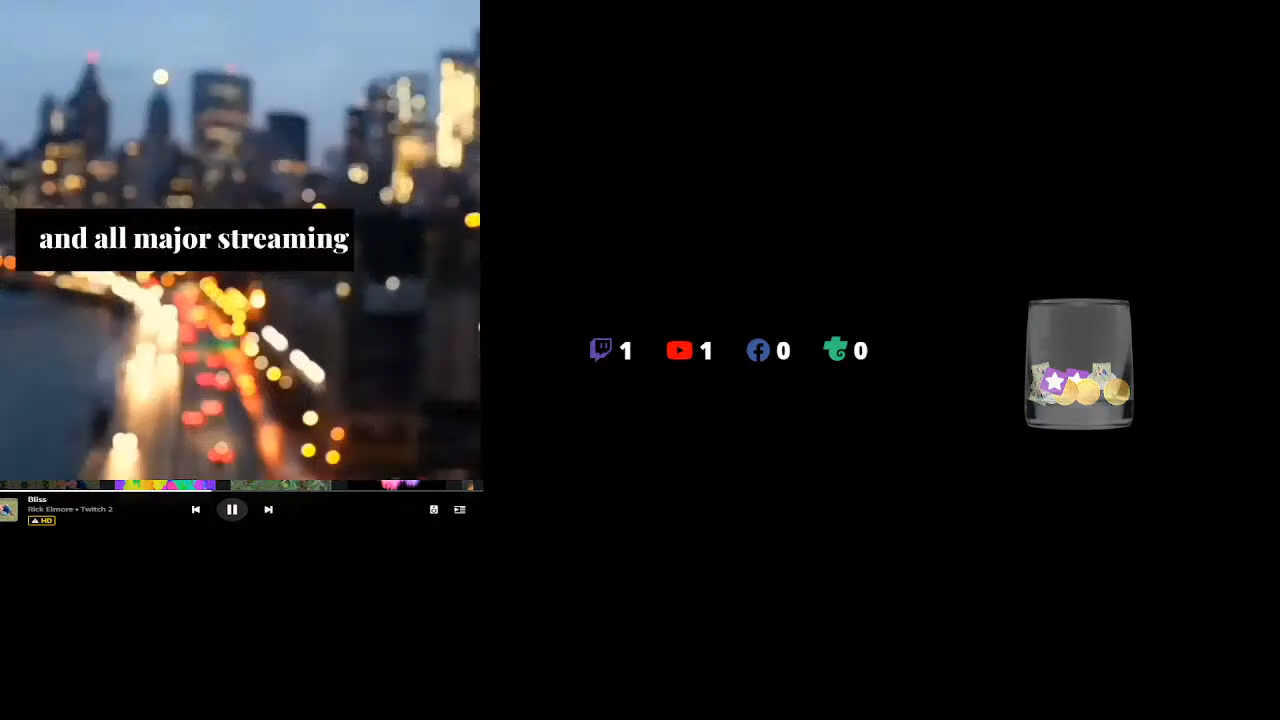 and all major streaming
1 1 0 0
Bliss
Rick Elmore • Twitch 2
HD